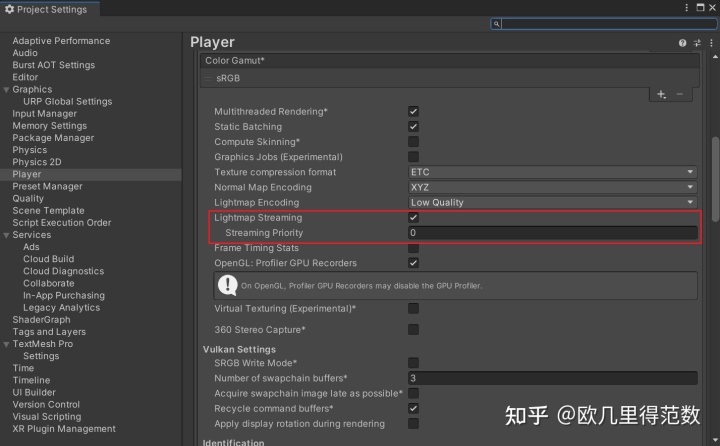 Project Settings
Adaptive Performance
Audio
Burst AOT Settings
Editor
Graphics
URP Global Settings
Input Manager
Memory Settings
Package Manager
Physics
Physics 2D
Player
Preset Manager
Quality
Scene Template
Script Execution Order
Services
Ads
Cloud Build
Cloud Diagnostics
Collaborate
In-App Purchasing
Legacy Analytics
ShaderGraph
Tags and Layers
TextMesh Pro
Settings
Time
Timeline
UI Builder
Version Control
Visual Scripting
XR Plugin Management
Player
Color Gamut*
sRGB
Multithreaded Rendering*
Static Batching
Compute Skinning*
Graphics Jobs (Experimental)
Texture compression format ETC
Normal Map Encoding XYZ
Lightmap Encoding Low Quality
Lightmap Streaming
Streaming Priority 0
Frame Timing Stats
OpenGL: Profiler GPU Recorders
On OpenGL, Profiler GPU Recorders may disable the GPU Profiler.
Virtual Texturing (Experimental)*
360 Stereo Capture*
Vulkan Settings
SRGB Write Mode*
Number of swapchain buffers* 3
Acquire swapchain image late as possible*
Recycle command buffers*
Apply display rotation during rendering
Identification
知乎 @欧几里得范数